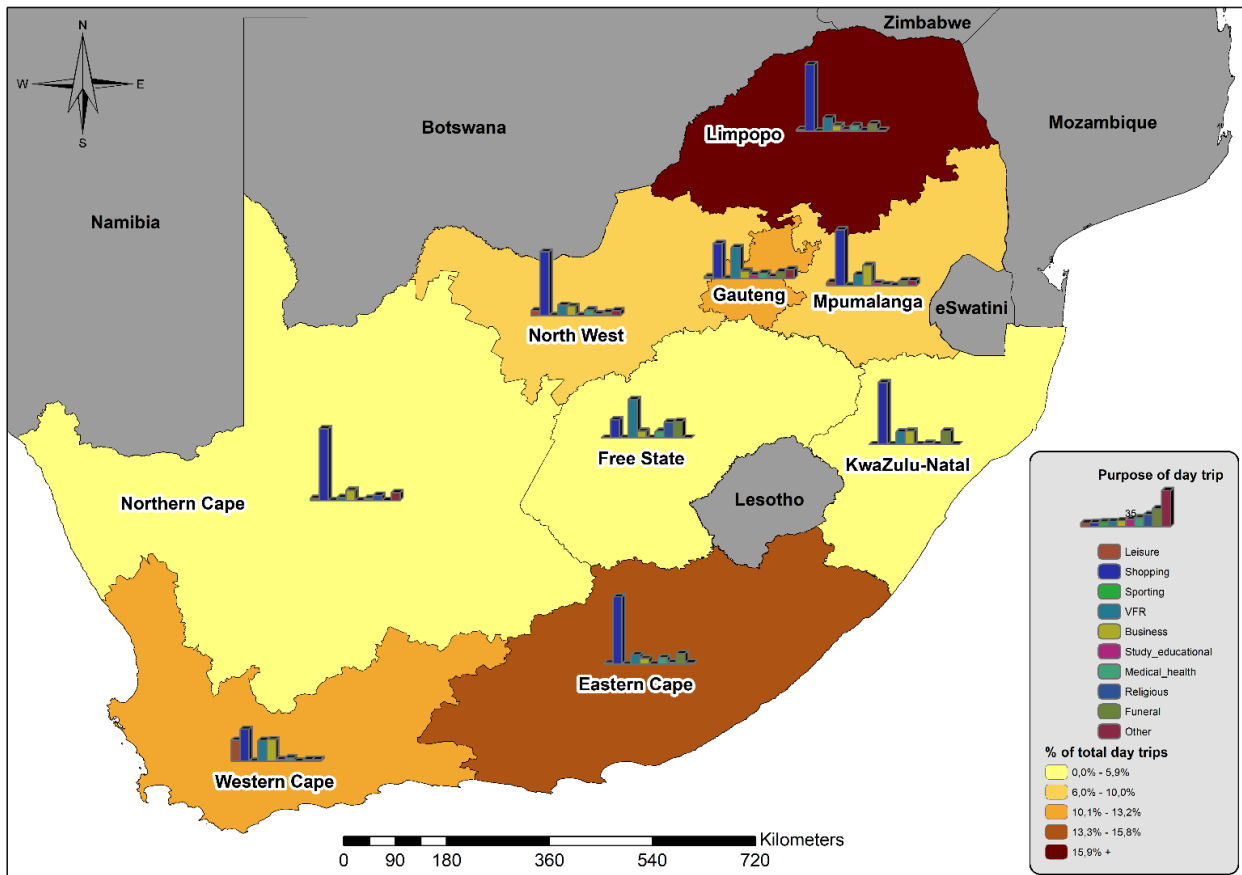 Zimbabwe
N
W E
S
Botswana
Limpopo
Mozambique
Namibia
Gauteng
Mpumalanga
eSwatini
North West
Free State
KwaZulu-Natal
Northern Cape
Lesotho
Eastern Cape
Western Cape
Purpose of day trip
35
Leisure
Shopping
Sporting
VFR
Business
Study_educational
Medical_health
Religious
Funeral
Other
% of total day trips
0,0% - 5,9%
6,0% - 10,0%
10,1% - 13,2%
13,3% - 15,8%
15,9% +
Kilometers
0 90 180 360 540 720